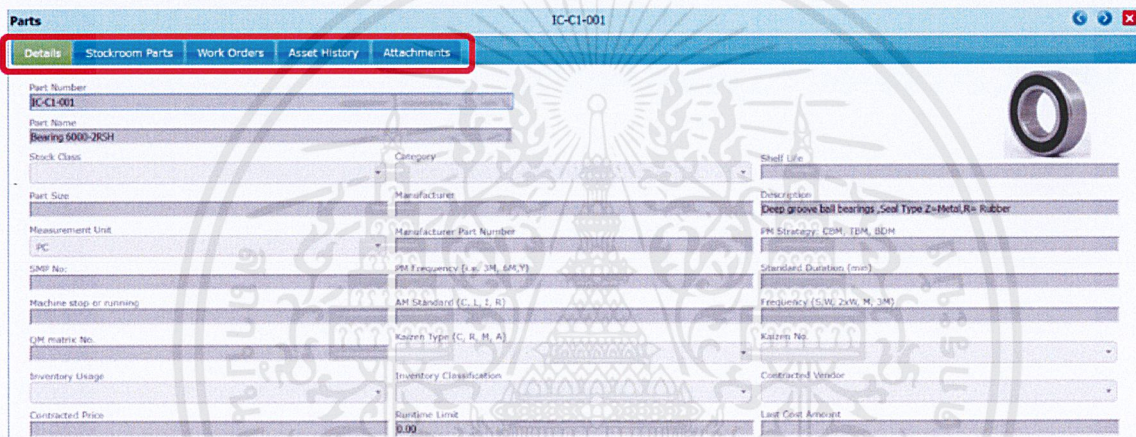 Parts IC-C1-001
Details Stockroom Parts Work Orders Asset History Attachments
Part Number
IC-C1-001
Part Name
Bearing 6000-2RSH
Stock Class Category Shelf Life
Part Size Manufacturer Description
Deep groove ball bearings ,Seal Type Z=Metal,R= Rubber
Measurement Unit Manufacturer Part Number PM Strategy: CBM, TBM, BDM
PC
SMP No: PM Frequency (i.e. 3M, 6M,Y) Standard Duration (min)
Machine stop or running AM Standard (C, L, I, R) Frequency (S,W, 2xW, M, 3M)
QM matrix No. Kaizen Type (C, R, M, A) Kaizen No.
Inventory Usage Inventory Classification Contracted Vendor
Contracted Price Runtime Limit Last Cost Amount
0.00